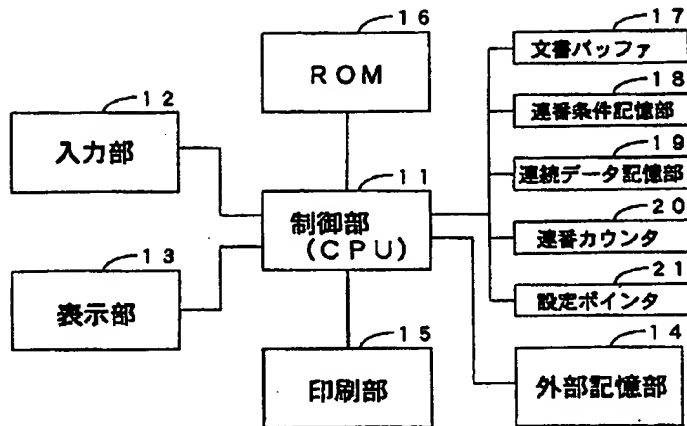 16
ROM
12
入力部
11
制御部
(CPU)
13
表示部
15
印刷部
17
文書バッファ
18
連番条件記憶部
19
連続データ記憶部
20
連番カウンタ
21
設定ポインタ
14
外部記憶部